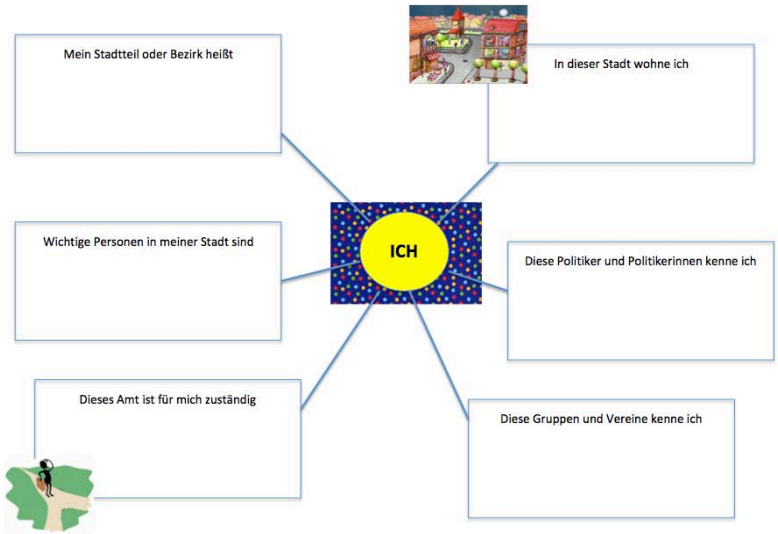 Mein Stadtteil oder Bezirk heißt
In dieser Stadt wohne ich
Wichtige Personen in meiner Stadt sind
ICH
Diese Politiker und Politikerinnen kenne ich
Dieses Amt ist für mich zuständig
Diese Gruppen und Vereine kenne ich